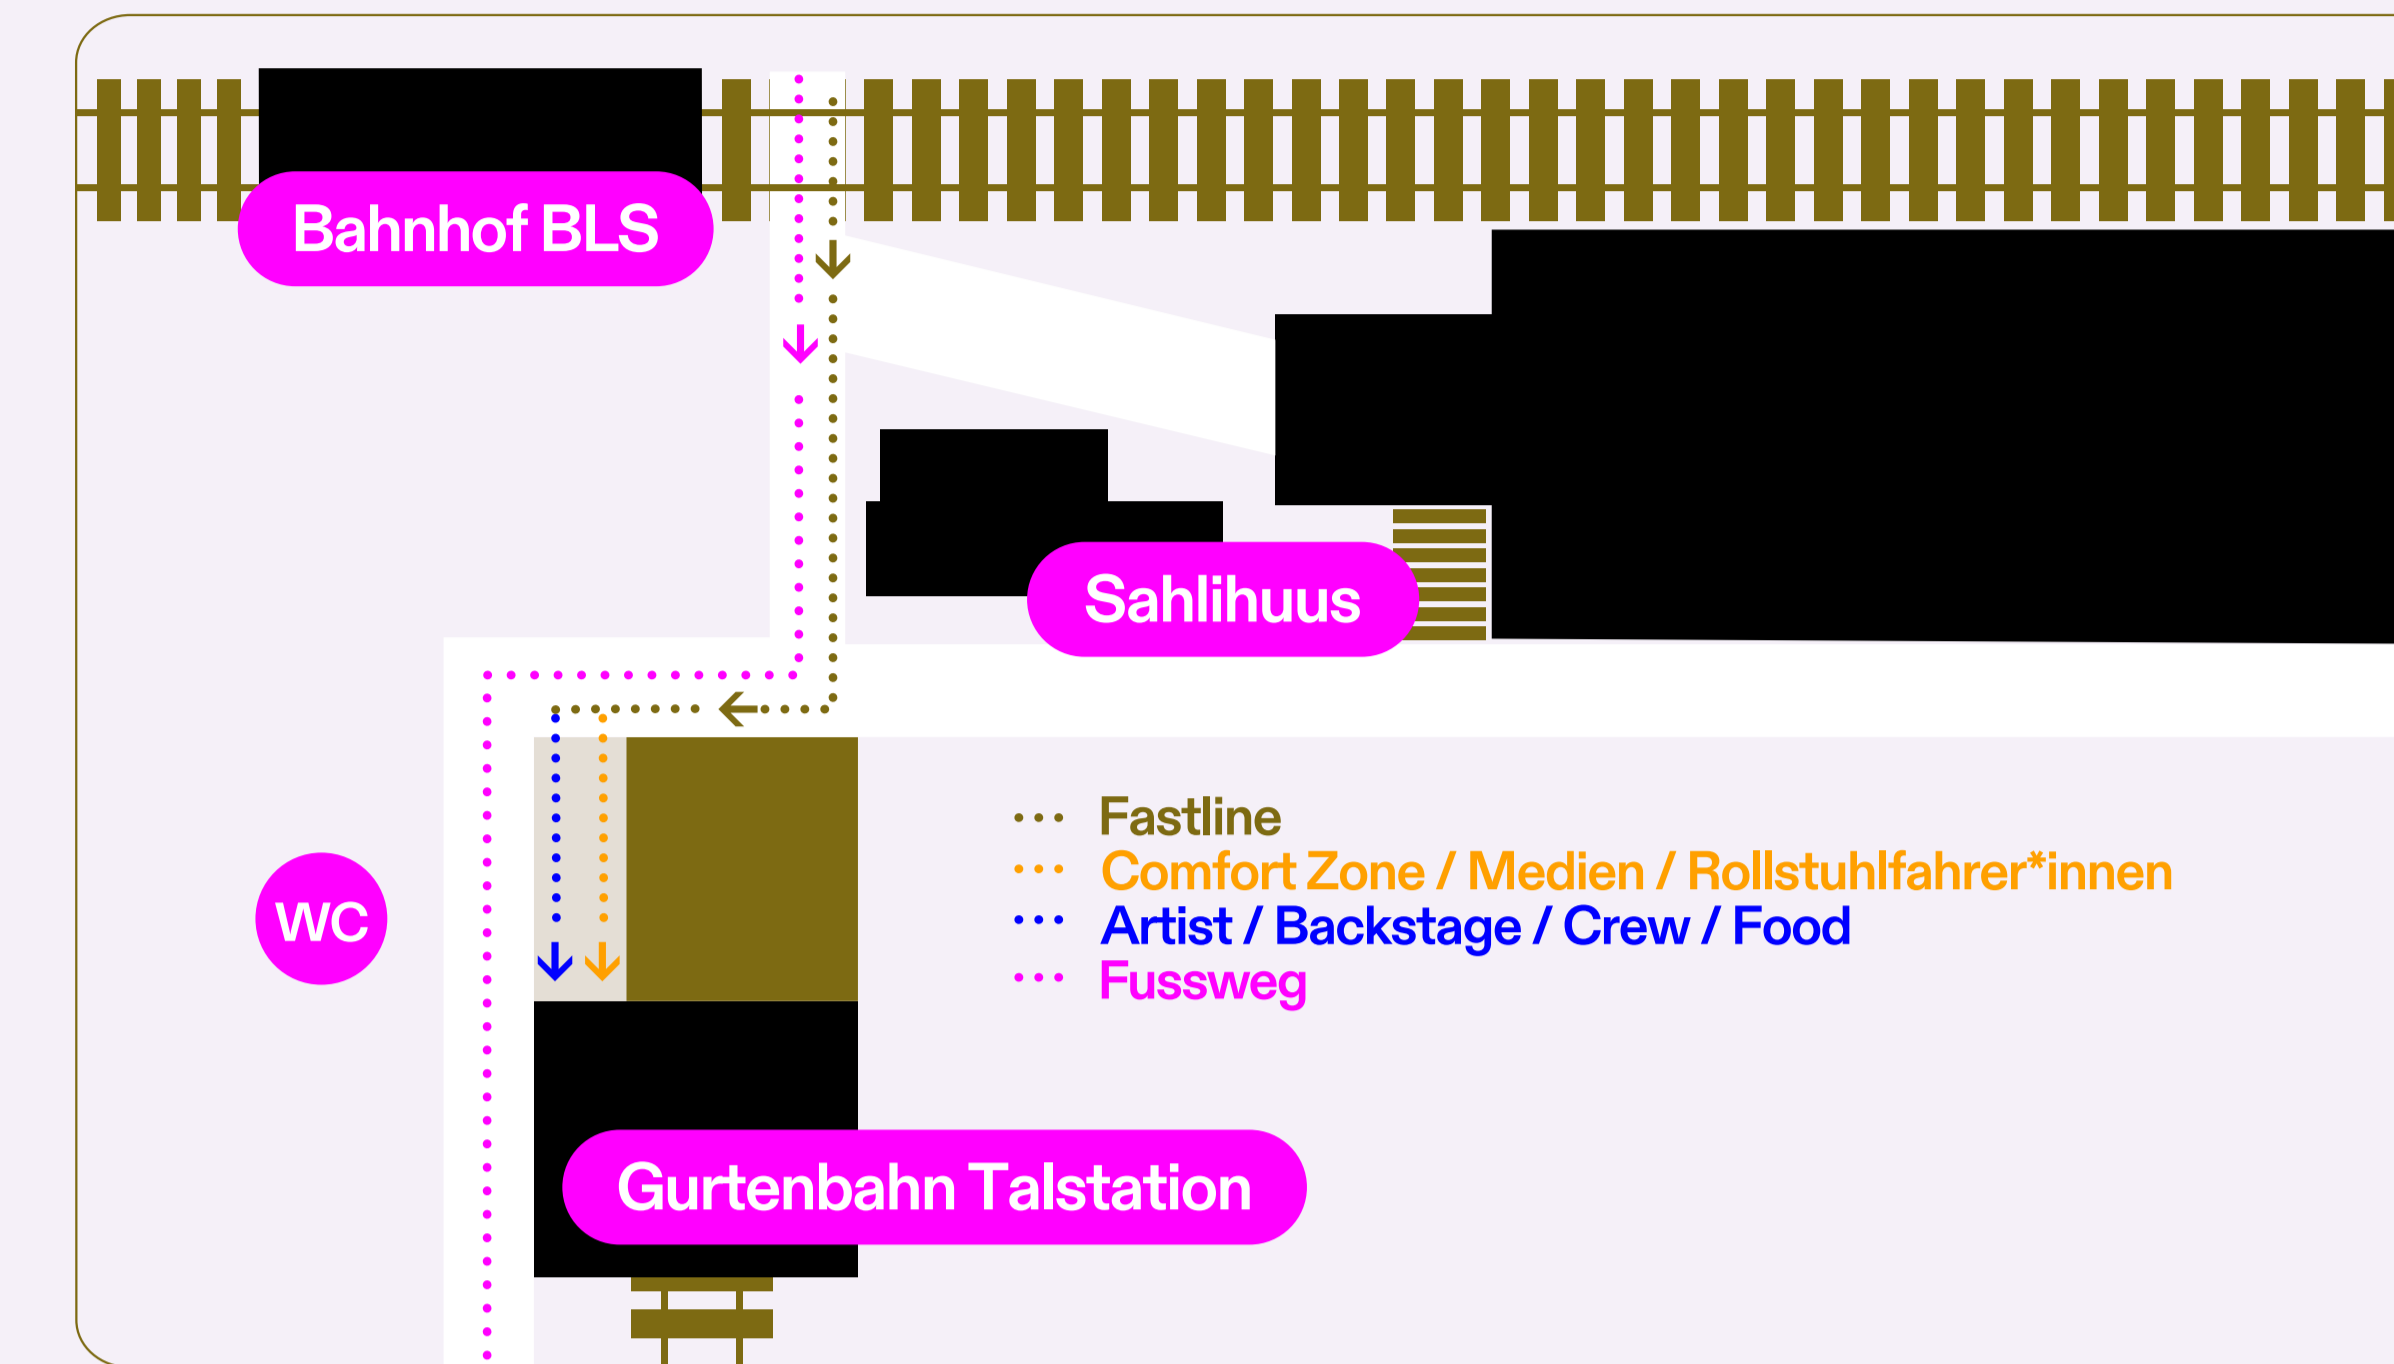 Bahnhof BLS
Sahlihuus
Fastline
Comfort Zone / Medien / Rollstuhlfahrer*innen
Artist / Backstage / Crew / Food
Fussweg
WC
Gurtenbahn Talstation